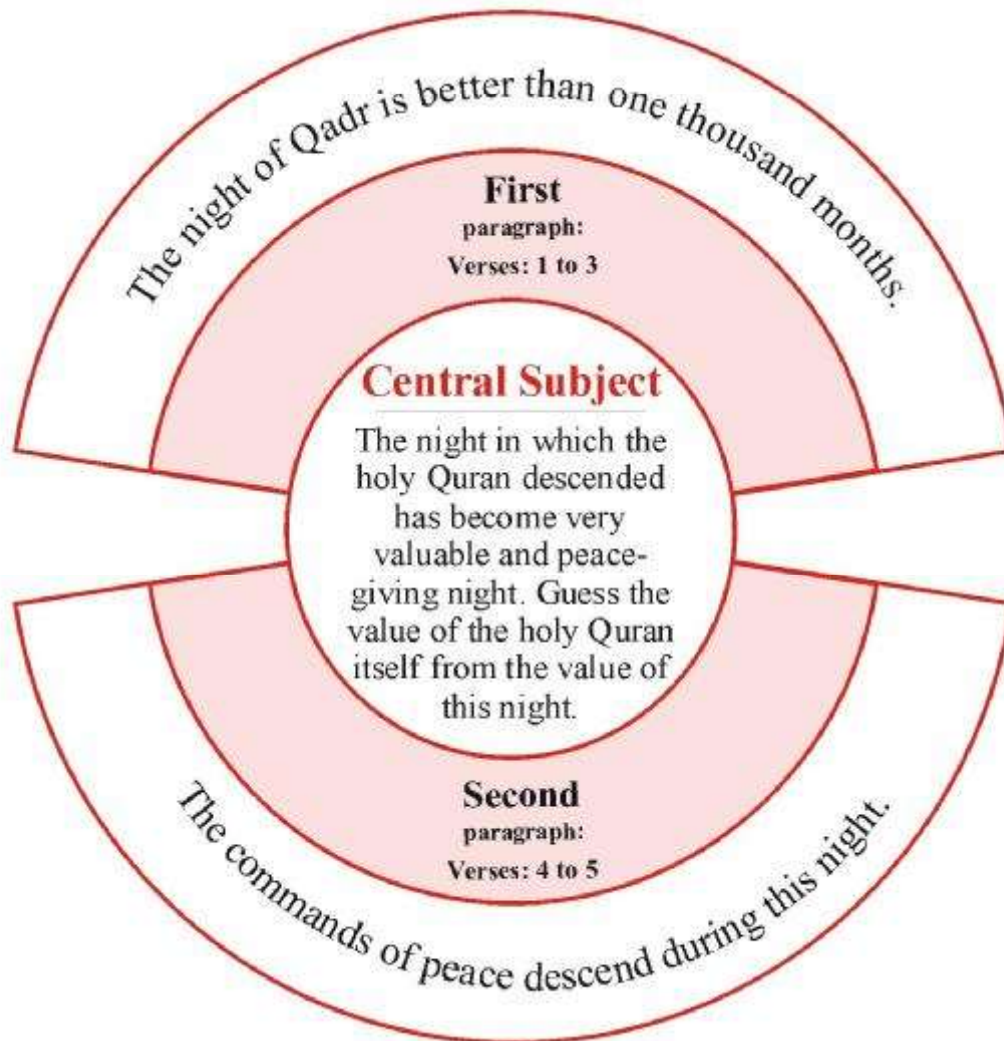 The night of Qadr is better than one thousand months.
First
paragraph:
Verses: 1 to 3
Central Subject
The night in which the
holy Quran descended
has become very
valuable and peace-
giving night. Guess the
value of the holy Quran
itself from the value of
this night.
Second
paragraph:
Verses: 4 to 5
The commands of peace descend during this night.